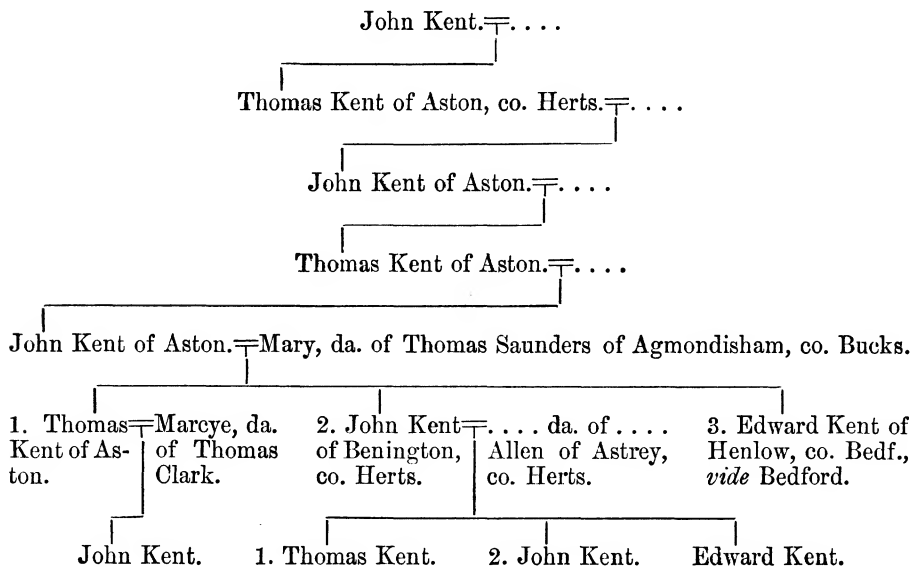 John Kent.=. . . .
Thomas Kent of Aston, co. Herts.=. . . .
John Kent of Aston.=. . . .
Thomas Kent of Aston.=. . . .
John Kent of Aston.=Mary, da. of Thomas Saunders of Agmondisham, co. Bucks.
1. Thomas=Marcye, da.
Kent of As-
ton.
of Thomas
Clark.
2. John Kent=. . . . da. of . . . .
of Benington,
co. Herts.
Allen of Astrey,
co. Herts.
3. Edward Kent of
Henlow, co. Bedf.,
vide Bedford.
John Kent.
1. Thomas Kent.
2. John Kent.
Edward Kent.